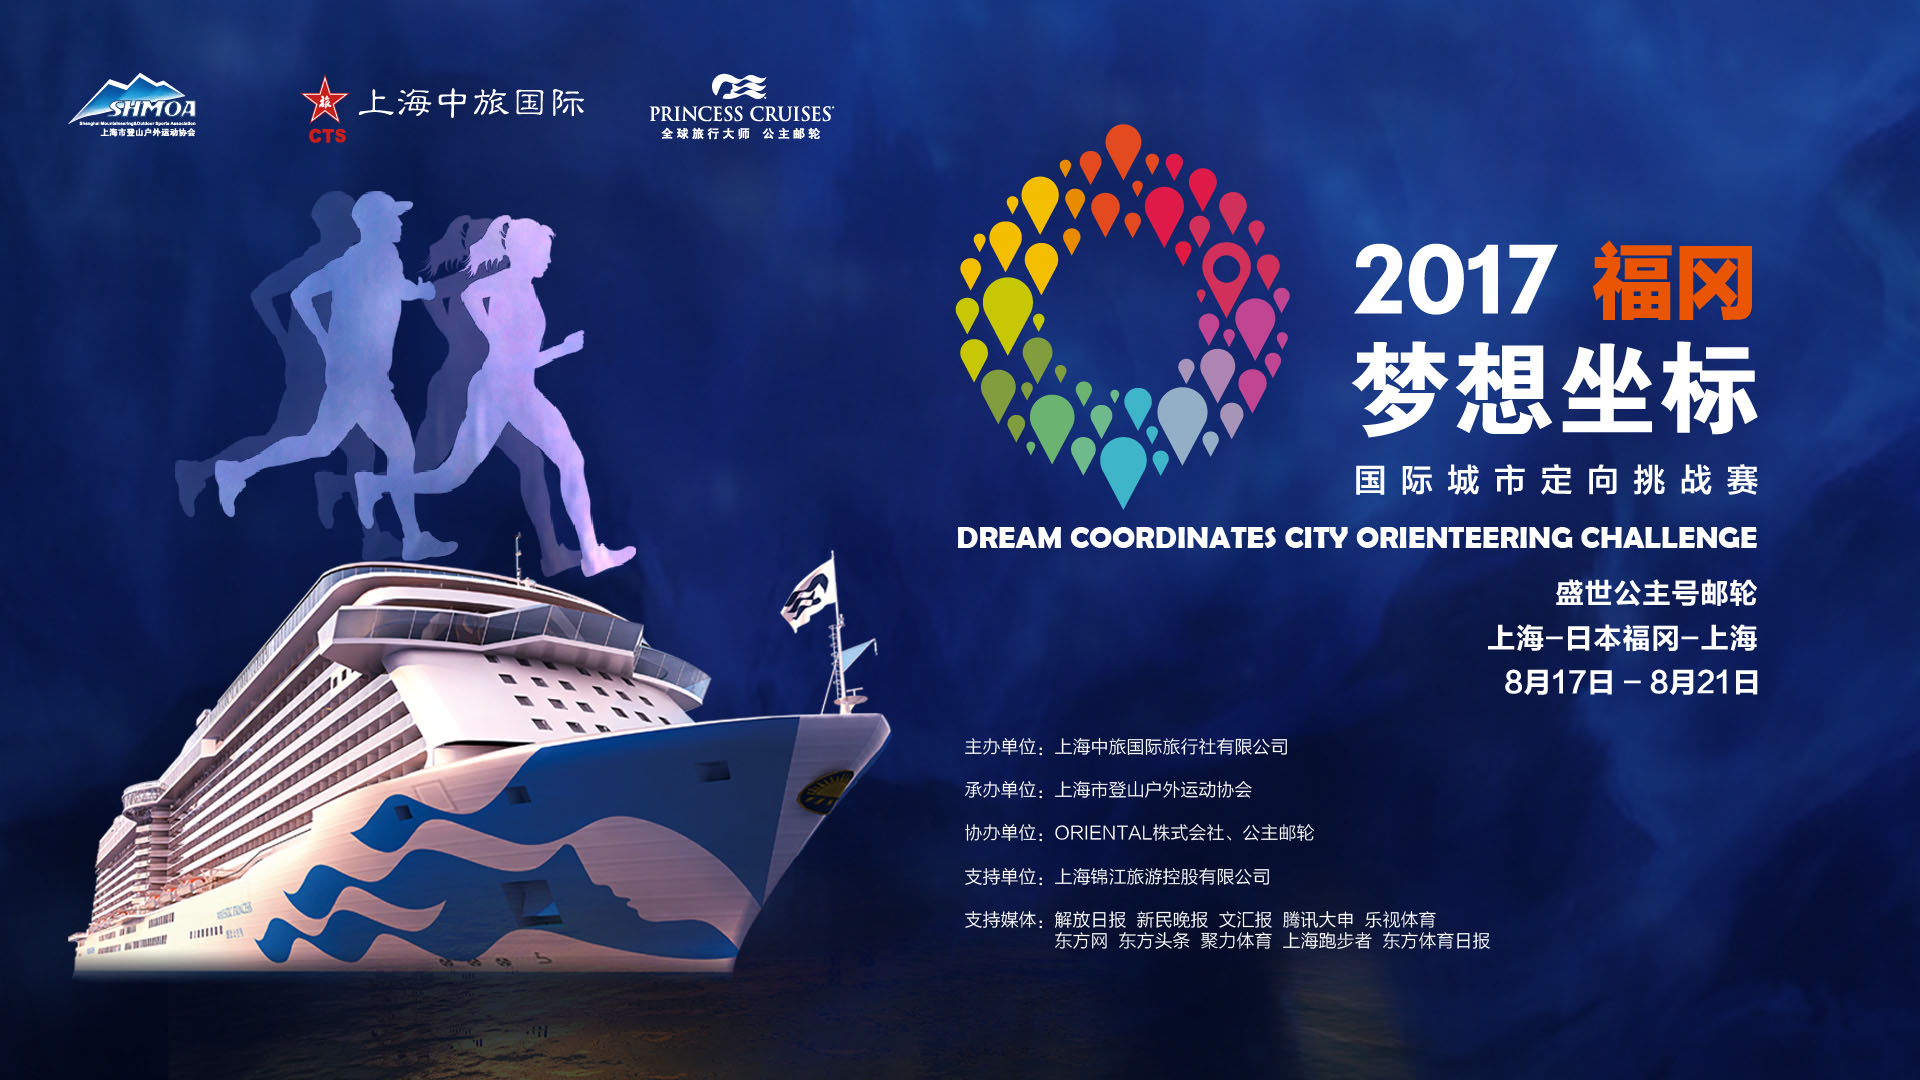 SHMOA
Shanghai Mountaineering&Outdoor Sports Association
上海市登山户外运动协会
旅
CTS
上海中旅国际
PRINCESS CRUISES
全球旅行大师 公主邮轮
2017 福冈
梦想坐标
国际城市定向挑战赛
DREAM COORDINATES CITY ORIENTEERING CHALLENGE
盛世公主号邮轮
上海-日本福冈-上海
8月17日 - 8月21日
主办单位：上海中旅国际旅行社有限公司
承办单位：上海市登山户外运动协会
协办单位：ORIENTAL株式会社、公主邮轮
支持单位：上海锦江旅游控股有限公司
支持媒体：解放日报 新民晚报 文汇报 腾讯大申 乐视体育
东方网 东方头条 聚力体育 上海跑步者 东方体育日报